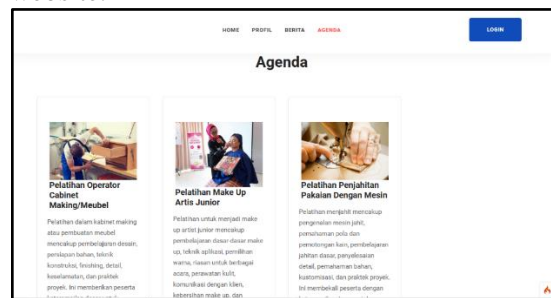 HOME PROFIL BERITA AGENDA LOGIN
Agenda
Pelatihan Operator
Cabinet
Making/Meubel
Pelatihan dalam kabinet making
atau pembuatan meubel
mencakup pembelajaran desain,
persiapan bahan, teknik
konstruksi, finishing, detail,
keselamatan, dan praktek
proyek. Ini memberikan peserta
Pelatihan Make Up
Artis Junior
Pelatihan untuk menjadi make
up artist junior mencakup
pembelajaran dasar-dasar make
up, teknik aplikasi, pemilihan
warna, riasan untuk berbagai
acara, perawatan kulit,
komunikasi dengan klien,
kebersihan make up, dan
Pelatihan Penjahitan
Pakaian Dengan Mesin
Pelatihan menjahit mencakup
pengenalan mesin jahit,
pemahaman pola dan
pemotongan kain, pembelajaran
jahitan dasar, penyelesaian
detail, pemahaman bahan,
kustomisasi, dan praktek proyek.
Ini membekali peserta dengan